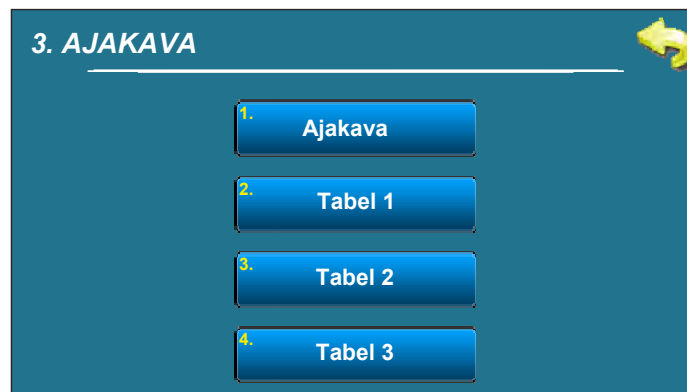 3. AJAKAVA
1. Ajakava
2. Tabel 1
3. Tabel 2
4. Tabel 3